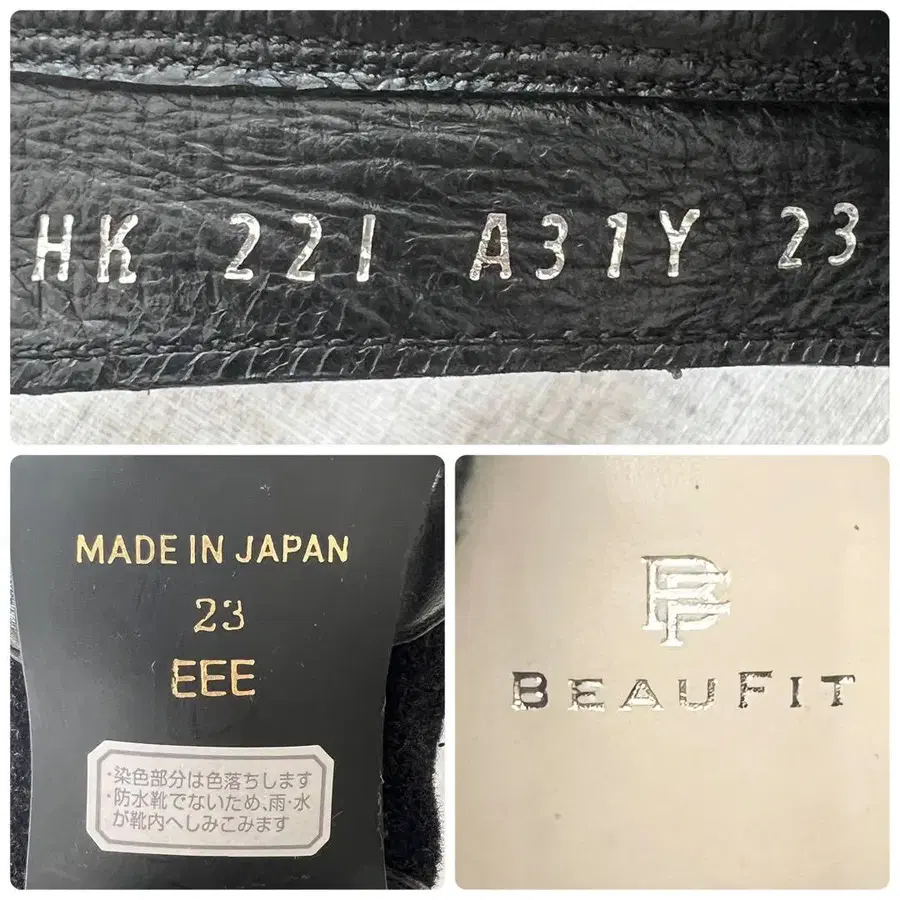 HK 221 A31Y 23
MADE IN JAPAN
23
EEE
・染色部分は色落ちします
・防水靴でないため、雨・水
が靴内へしみこみます
BF
BEAUFIT